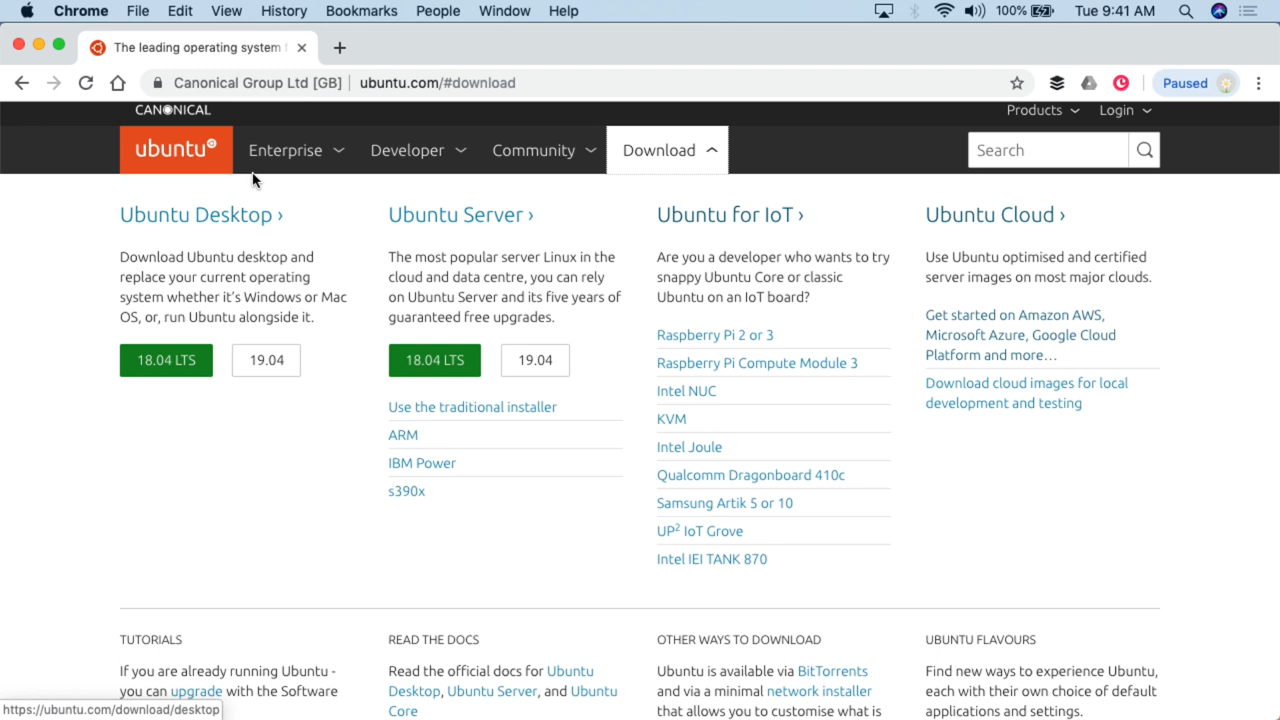 Chrome File Edit View History Bookmarks People Window Help 100% Tue 9:41 AM
The leading operating system f
Canonical Group Ltd [GB] ubuntu.com/#download Paused
CANONICAL Products Login
ubuntu Enterprise Developer Community Download Search
Ubuntu Desktop ›
Download Ubuntu desktop and
replace your current operating
system whether it's Windows or Mac
OS, or, run Ubuntu alongside it.
18.04 LTS 19.04
Ubuntu Server ›
The most popular server Linux in the
cloud and data centre, you can rely
on Ubuntu Server and its five years of
guaranteed free upgrades.
18.04 LTS 19.04
Use the traditional installer
ARM
IBM Power
s390x
Ubuntu for IoT ›
Are you a developer who wants to try
snappy Ubuntu Core or classic
Ubuntu on an IoT board?
Raspberry Pi 2 or 3
Raspberry Pi Compute Module 3
Intel NUC
KVM
Intel Joule
Qualcomm Dragonboard 410c
Samsung Artik 5 or 10
UP² IoT Grove
Intel IEI TANK 870
Ubuntu Cloud ›
Use Ubuntu optimised and certified
server images on most major clouds.
Get started on Amazon AWS,
Microsoft Azure, Google Cloud
Platform and more…
Download cloud images for local
development and testing
TUTORIALS
If you are already running Ubuntu -
you can upgrade with the Software
READ THE DOCS
Read the official docs for Ubuntu
Desktop, Ubuntu Server, and Ubuntu
Core
OTHER WAYS TO DOWNLOAD
Ubuntu is available via BitTorrents
and via a minimal network installer
that allows you to customise what is
UBUNTU FLAVOURS
Find new ways to experience Ubuntu,
each with their own choice of default
applications and settings.
https://ubuntu.com/download/desktop